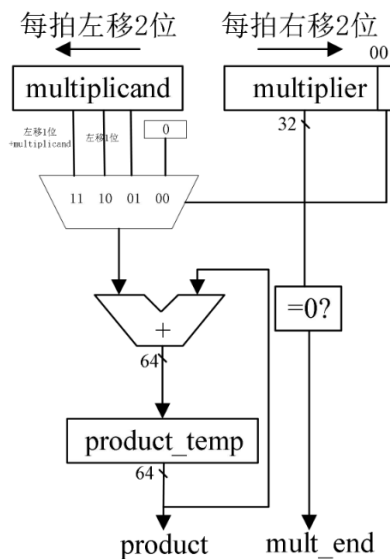 每拍左移2位 每拍右移2位
00
multiplicand multiplier
左移1位
+multiplicand
左移1位
0
32
11 10 01 00
=0?
+
64
product_temp
64
product mult_end